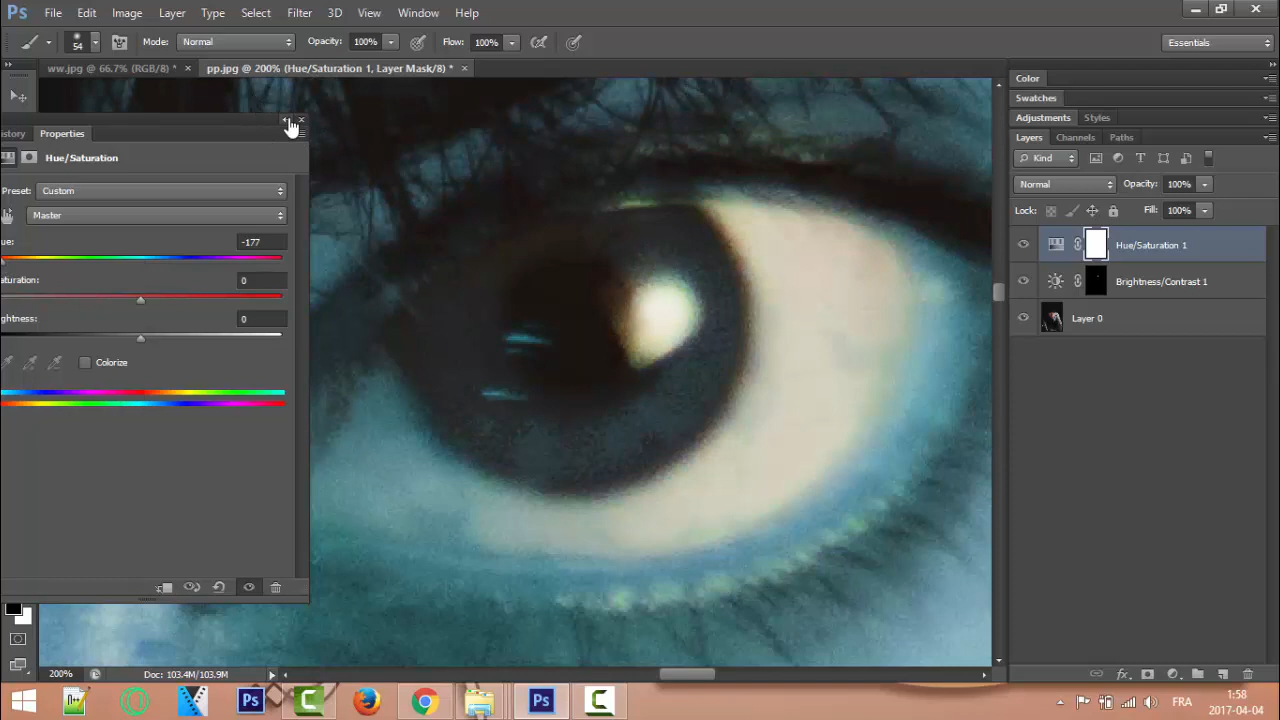 Ps File Edit Image Layer Type Select Filter 3D View Window Help
54 Mode: Normal Opacity: 100% Flow: 100% Essentials
ww.jpg @ 66.7% (RGB/8) * × pp.jpg @ 200% (Hue/Saturation 1, Layer Mask/8) * ×
Color
Swatches
Adjustments Styles
istory Properties
Layers Channels Paths
Hue/Saturation
Kind
Preset: Custom
Normal Opacity: 100%
Master
Lock: Fill: 100%
ue: -177
Hue/Saturation 1
aturation: 0
Brightness/Contrast 1
ghtness: 0
Layer 0
Colorize
200% Doc: 103.4M/103.9M
Ps Ps FR 1:58
2017-04-04